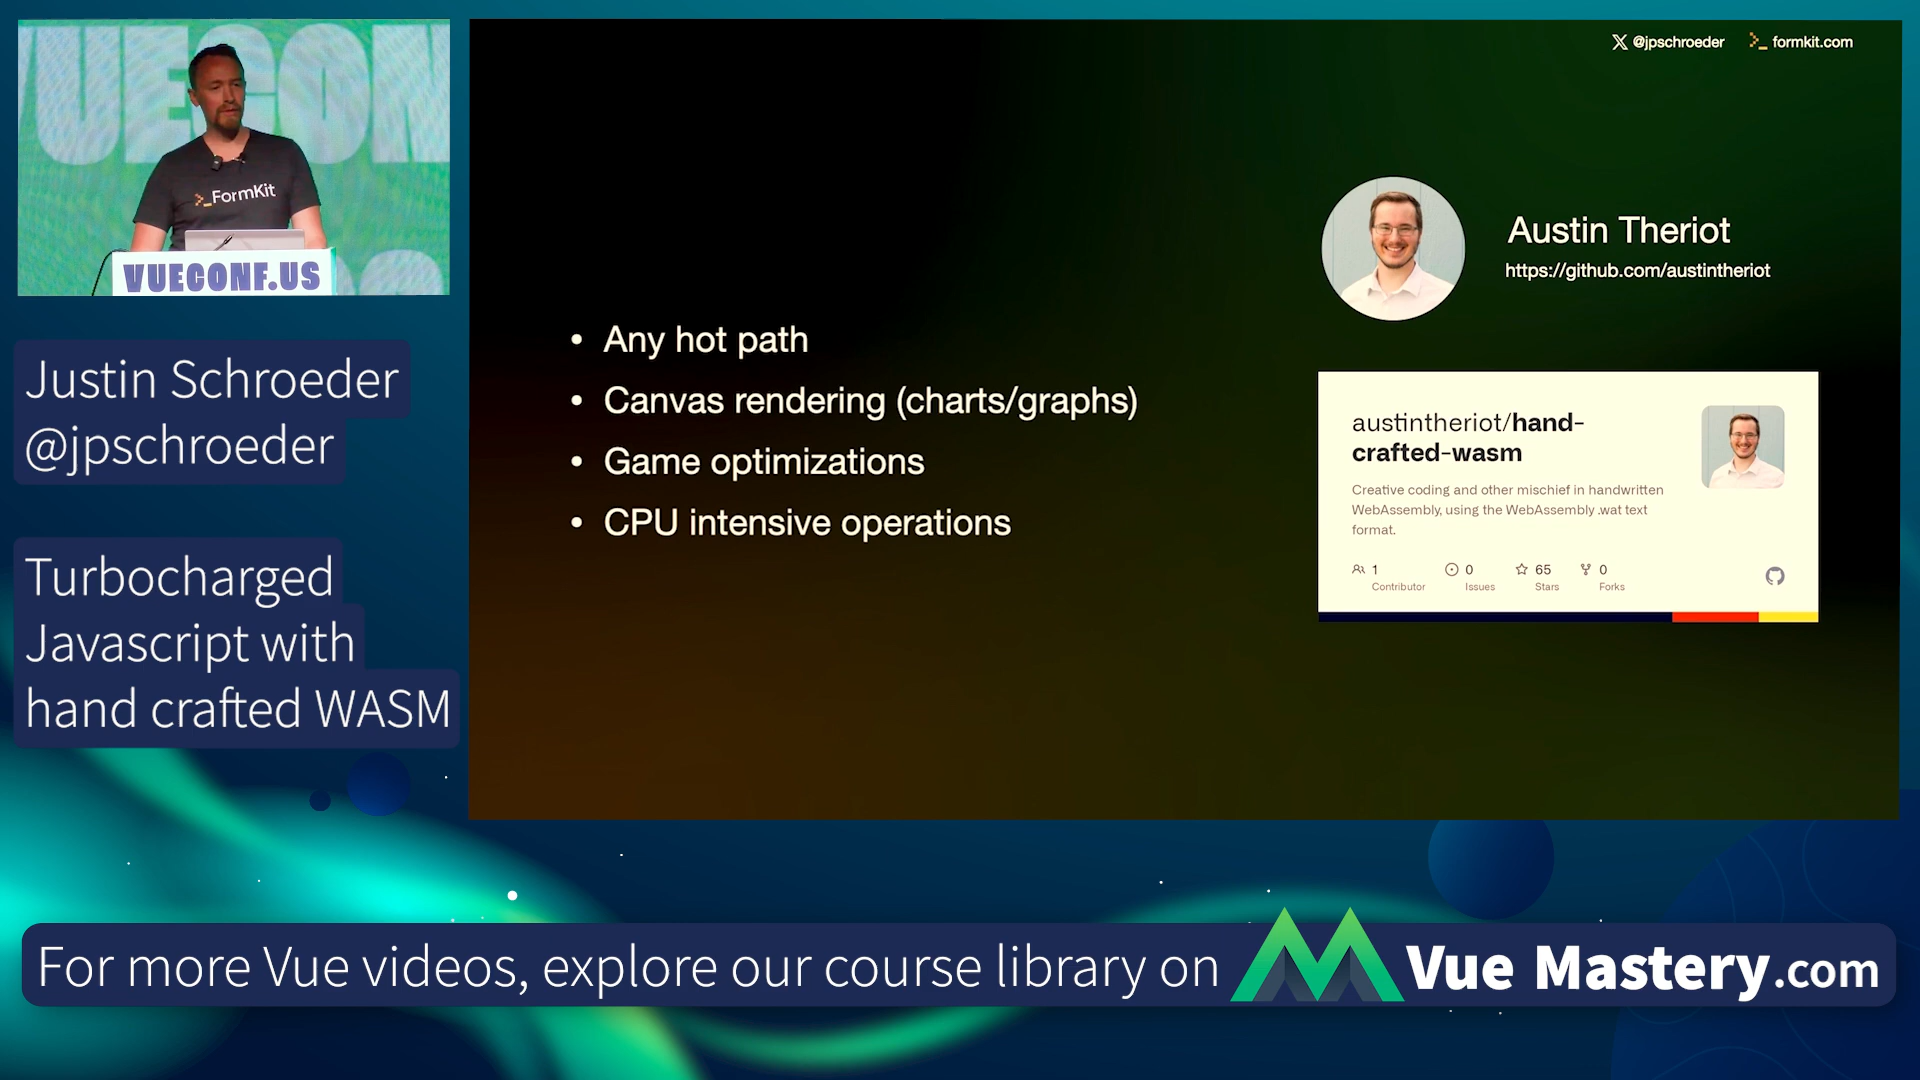 VUECONF
>_FormKit
VUECONF.US
Justin Schroeder
@jpschroeder
Turbocharged
Javascript with
hand crafted WASM
X @jpschroeder
>_ formkit.com
• Any hot path
• Canvas rendering (charts/graphs)
• Game optimizations
• CPU intensive operations
Austin Theriot
https://github.com/austintheriot
austintheriot/hand-
crafted-wasm
Creative coding and other mischief in handwritten
WebAssembly, using the WebAssembly .wat text
format.
1
Contributor
0
Issues
65
Stars
0
Forks
For more Vue videos, explore our course library on Vue Mastery.com